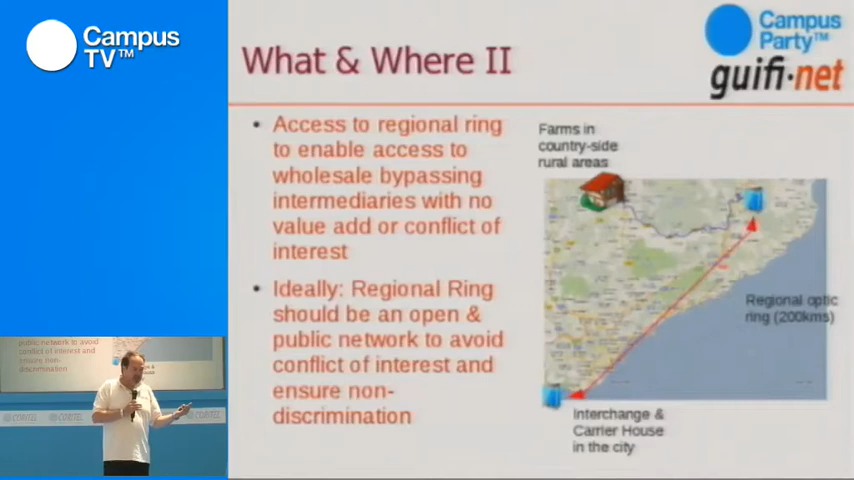 Campus
TV™
What & Where II
Campus
Party™
guifi·net
• Access to regional ring
to enable access to
wholesale bypassing
intermediaries with no
value add or conflict of
interest
• Ideally: Regional Ring
should be an open &
public network to avoid
conflict of interest and
ensure non-
discrimination
Farms in
country-side
rural areas
Regional optic
ring (200kms)
Interchange &
Carrier House
in the city
public network to avoid
conflict of interest and
ensure non-
discrimination